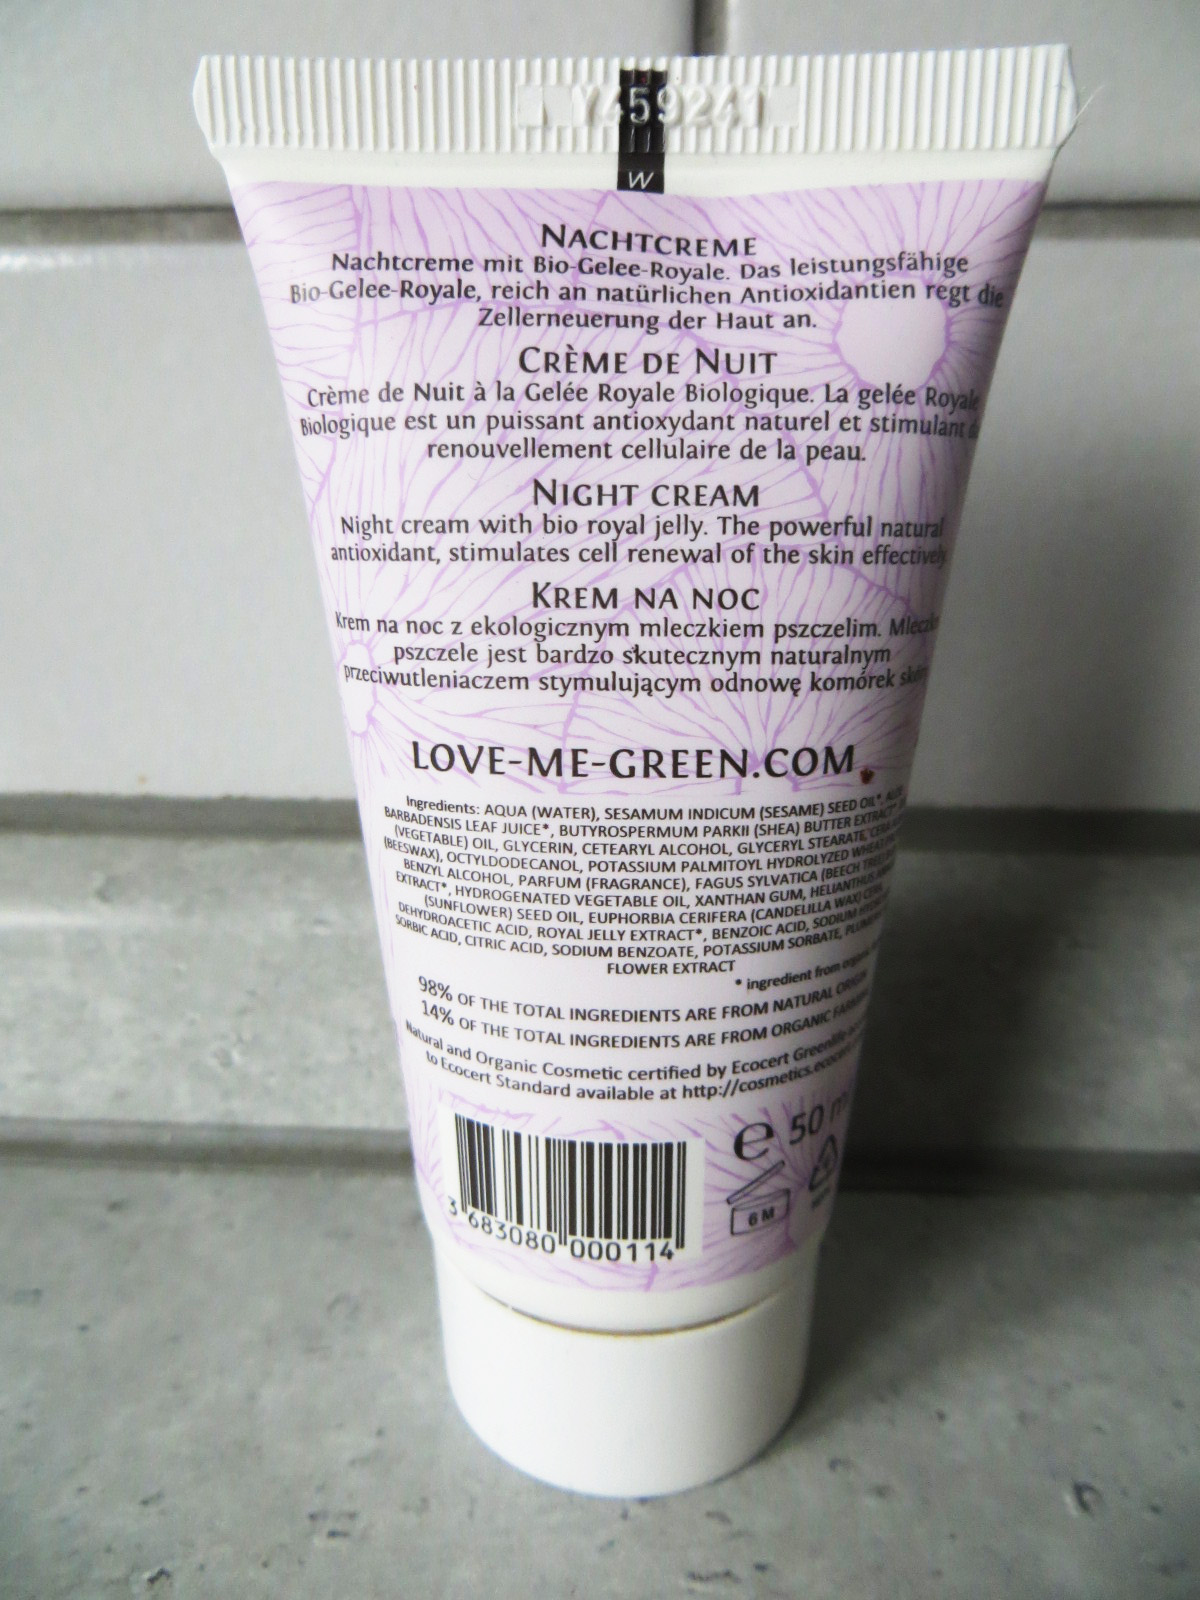 Y459241
W
NACHTCREME
Nachtcreme mit Bio-Gelee-Royale. Das leistungsfähige
Bio-Gelee-Royale, reich an natürlichen Antioxidantien regt die
Zellerneuerung der Haut an.
CRÈME DE NUIT
Crème de Nuit à la Gelée Royale Biologique. La gelée Royale
Biologique est un puissant antioxydant naturel et stimulant
renouvellement cellulaire de la peau.
NIGHT CREAM
Night cream with bio royal jelly. The powerful natural
antioxidant, stimulates cell renewal of the skin effectively
KREM NA NOC
Krem na noc z ekologicznym mleczkiem pszczelim.
pszczele jest bardzo skutecznym naturalnym
przeciwutleniaczem stymulującym odnowę komórek
LOVE-ME-GREEN.COM
Ingredients: AQUA (WATER), SESAMUM INDICUM (SESAME) SEED OIL*,
BARBADENSIS LEAF JUICE*, BUTYROSPERMUM PARKII (SHEA) BUTTER EXTRACT*,
(VEGETABLE) OIL, GLYCERIN, CETEARYL ALCOHOL, GLYCERYL STEARATE,
(BEESWAX), OCTYLDODECANOL, POTASSIUM PALMITOYL HYDROLYZED WHEAT
BENZYL ALCOHOL, PARFUM (FRAGRANCE), FAGUS SYLVATICA (BEECH TREE)
EXTRACT*, HYDROGENATED VEGETABLE OIL, XANTHAN GUM, HELIANTHUS
(SUNFLOWER) SEED OIL, EUPHORBIA CERIFERA (CANDELILLA WAX)
DEHYDROACETIC ACID, ROYAL JELLY EXTRACT*, BENZOIC ACID, SODIUM
SORBIC ACID, CITRIC ACID, SODIUM BENZOATE, POTASSIUM SORBATE,
FLOWER EXTRACT
* ingredient from organic
98% OF THE TOTAL INGREDIENTS ARE FROM NATURAL ORIGIN
14% OF THE TOTAL INGREDIENTS ARE FROM ORGANIC
Natural and Organic Cosmetic certified by Ecocert Greenlife
to Ecocert Standard available at http://cosmetics.ecocert
e 50
6 M
3 683080 000114